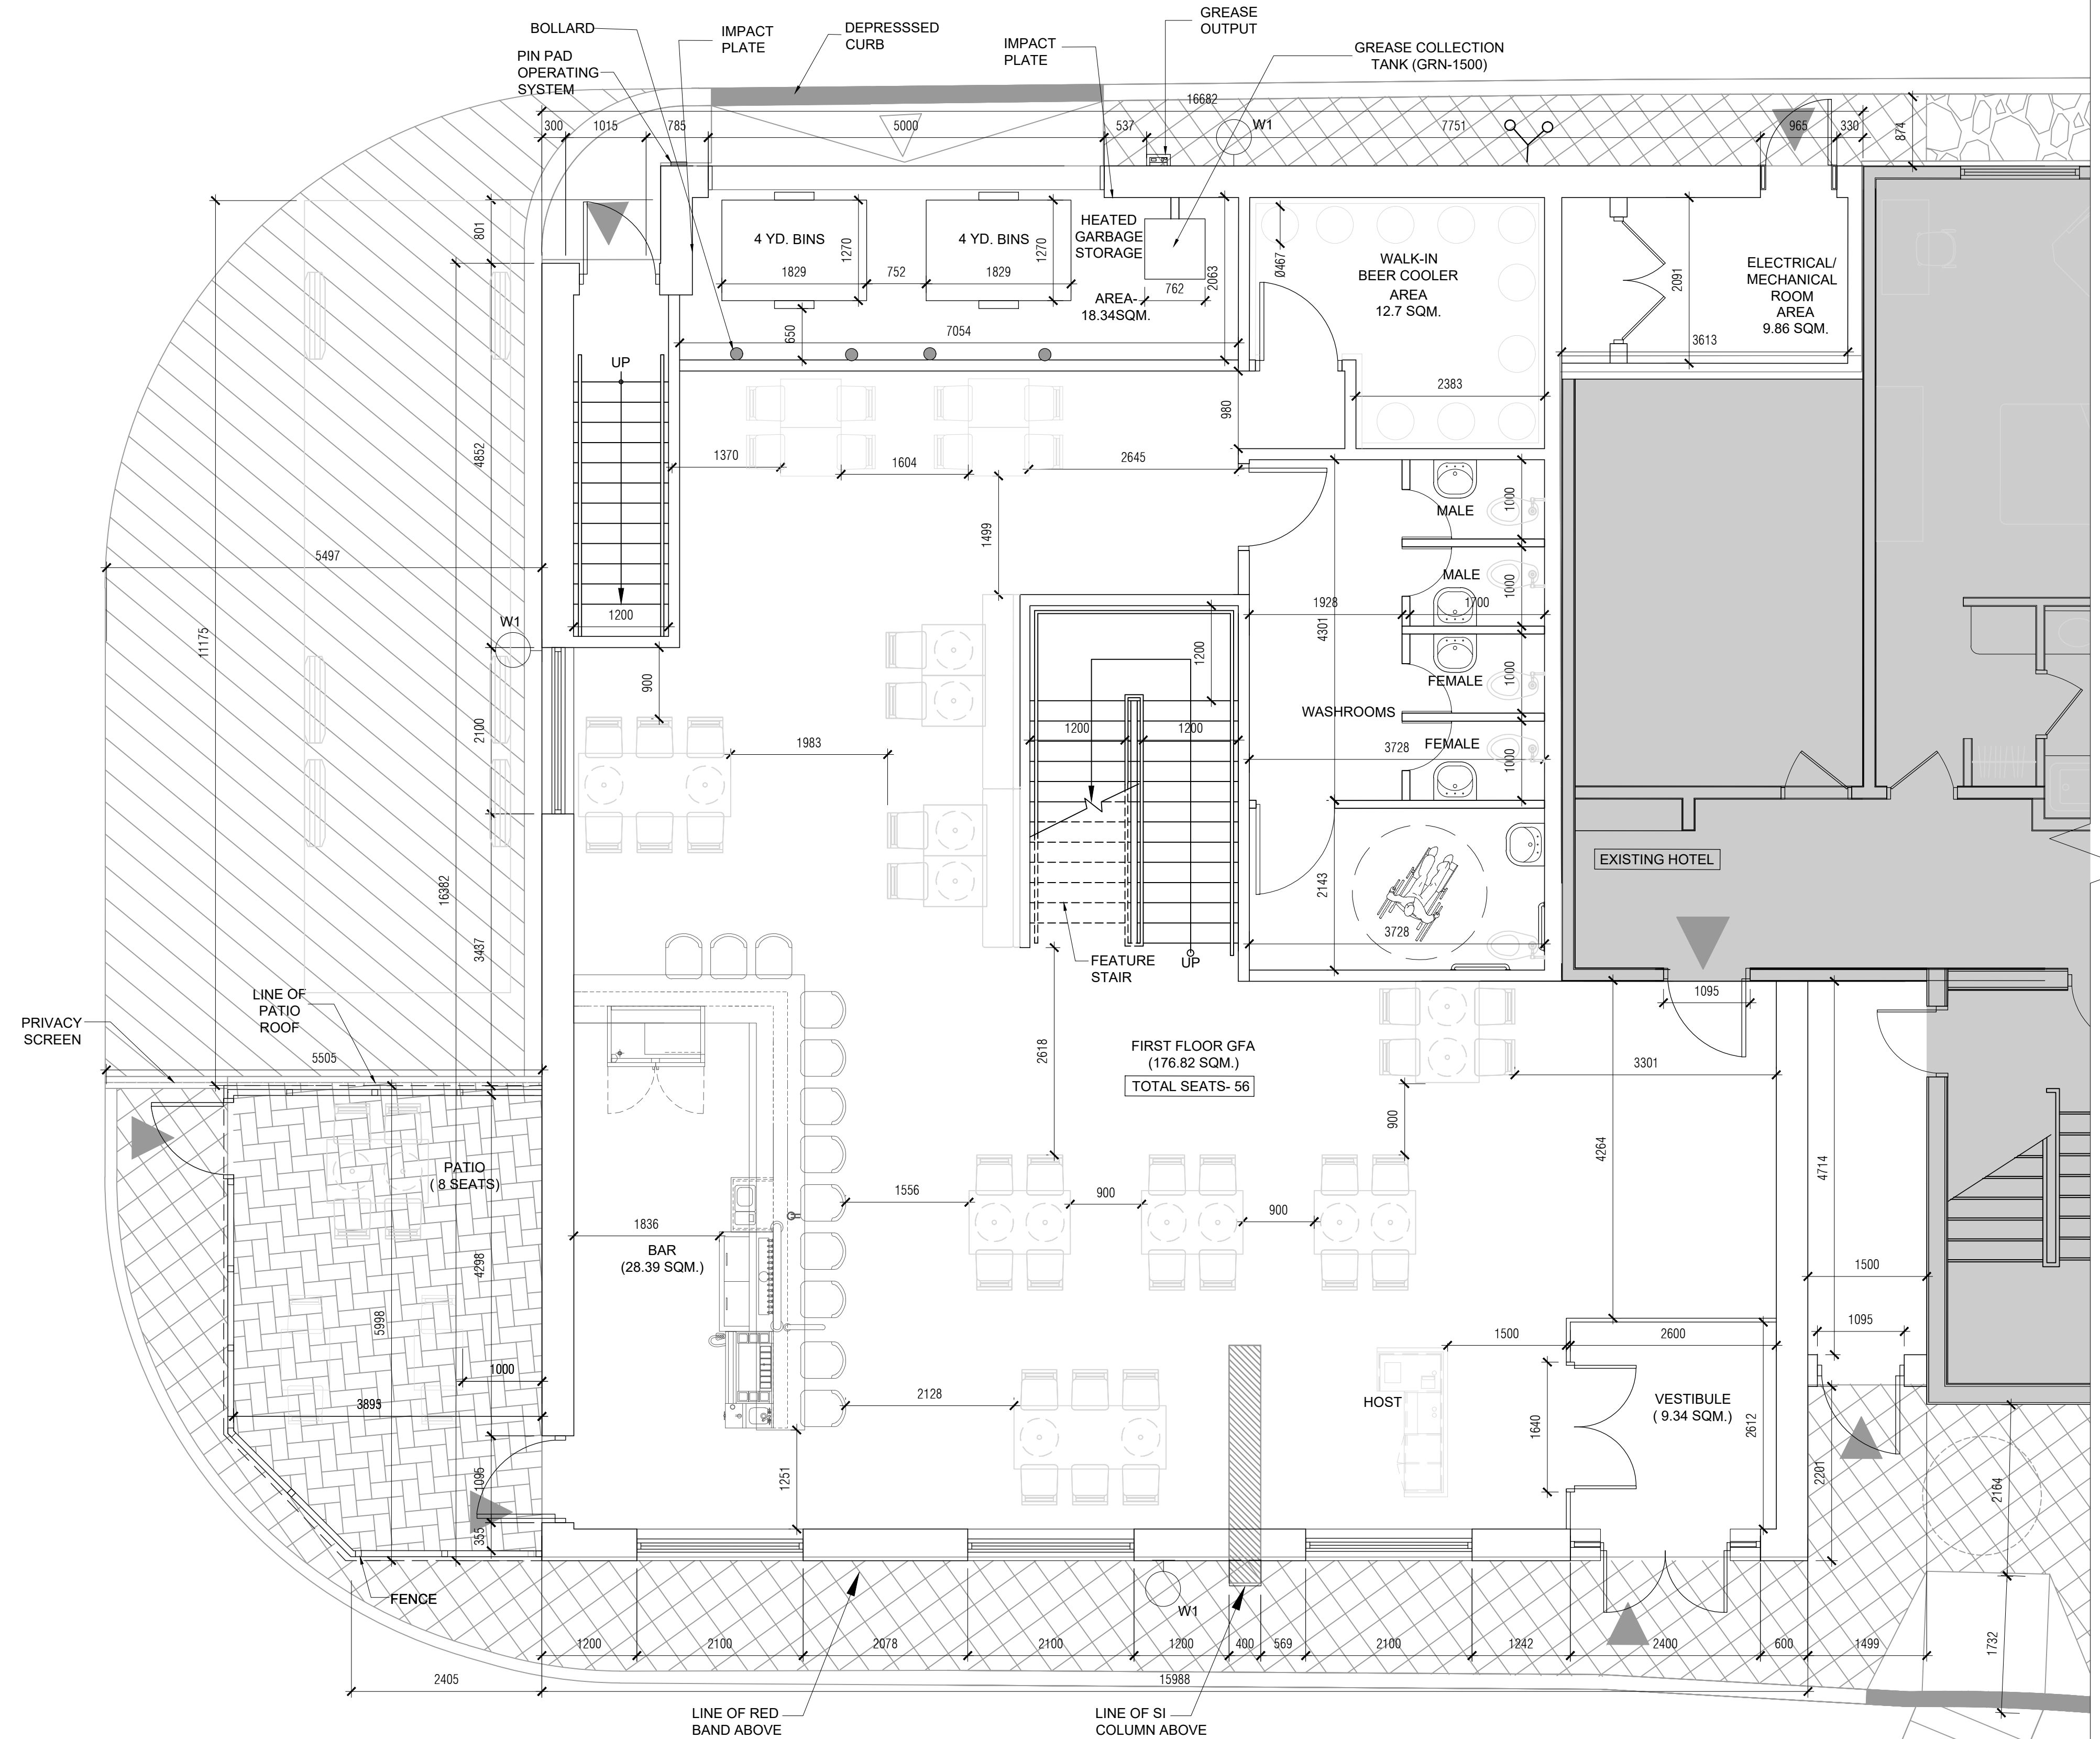 GREASE
OUTPUT
BOLLARD
IMPACT
PLATE
DEPRESSSED
CURB
IMPACT
PLATE
GREASE COLLECTION
TANK (GRN-1500)
PIN PAD
OPERATING
SYSTEM
16682
300
1015
785
5000
537
W1
7751
965
330
874
801
4 YD. BINS
1270
4 YD. BINS
1270
1829
752
1829
HEATED
GARBAGE
STORAGE
762
2063
AREA-
18.34SQM.
650
7054
Ø467
WALK-IN
BEER COOLER
AREA
12.7 SQM.
2383
980
2091
ELECTRICAL/
MECHANICAL
ROOM
AREA
9.86 SQM.
3613
UP
4852
1370
1604
2645
1499
5497
11175
1200
W1
MALE
1000
MALE
1000
1928
1700
4301
FEMALE
1000
WASHROOMS
FEMALE
1000
3728
1200
1200
1200
900
2100
1983
16382
3437
2143
3728
EXISTING HOTEL
FEATURE
STAIR
UP
LINE OF
PATIO
ROOF
PRIVACY
SCREEN
5505
2618
FIRST FLOOR GFA
(176.82 SQM.)
TOTAL SEATS- 56
1095
3301
900
4264
4714
PATIO
( 8 SEATS)
1556
900
900
1836
BAR
(28.39 SQM.)
4298
5998
1500
1095
1500
2600
1000
3893
2128
HOST
1640
VESTIBULE
( 9.34 SQM.)
2612
1251
1095
355
2201
2164
FENCE
W1
1200
2100
2078
2100
1200
400
569
2100
1242
2400
600
1499
1732
2405
15988
LINE OF RED
BAND ABOVE
LINE OF SI
COLUMN ABOVE